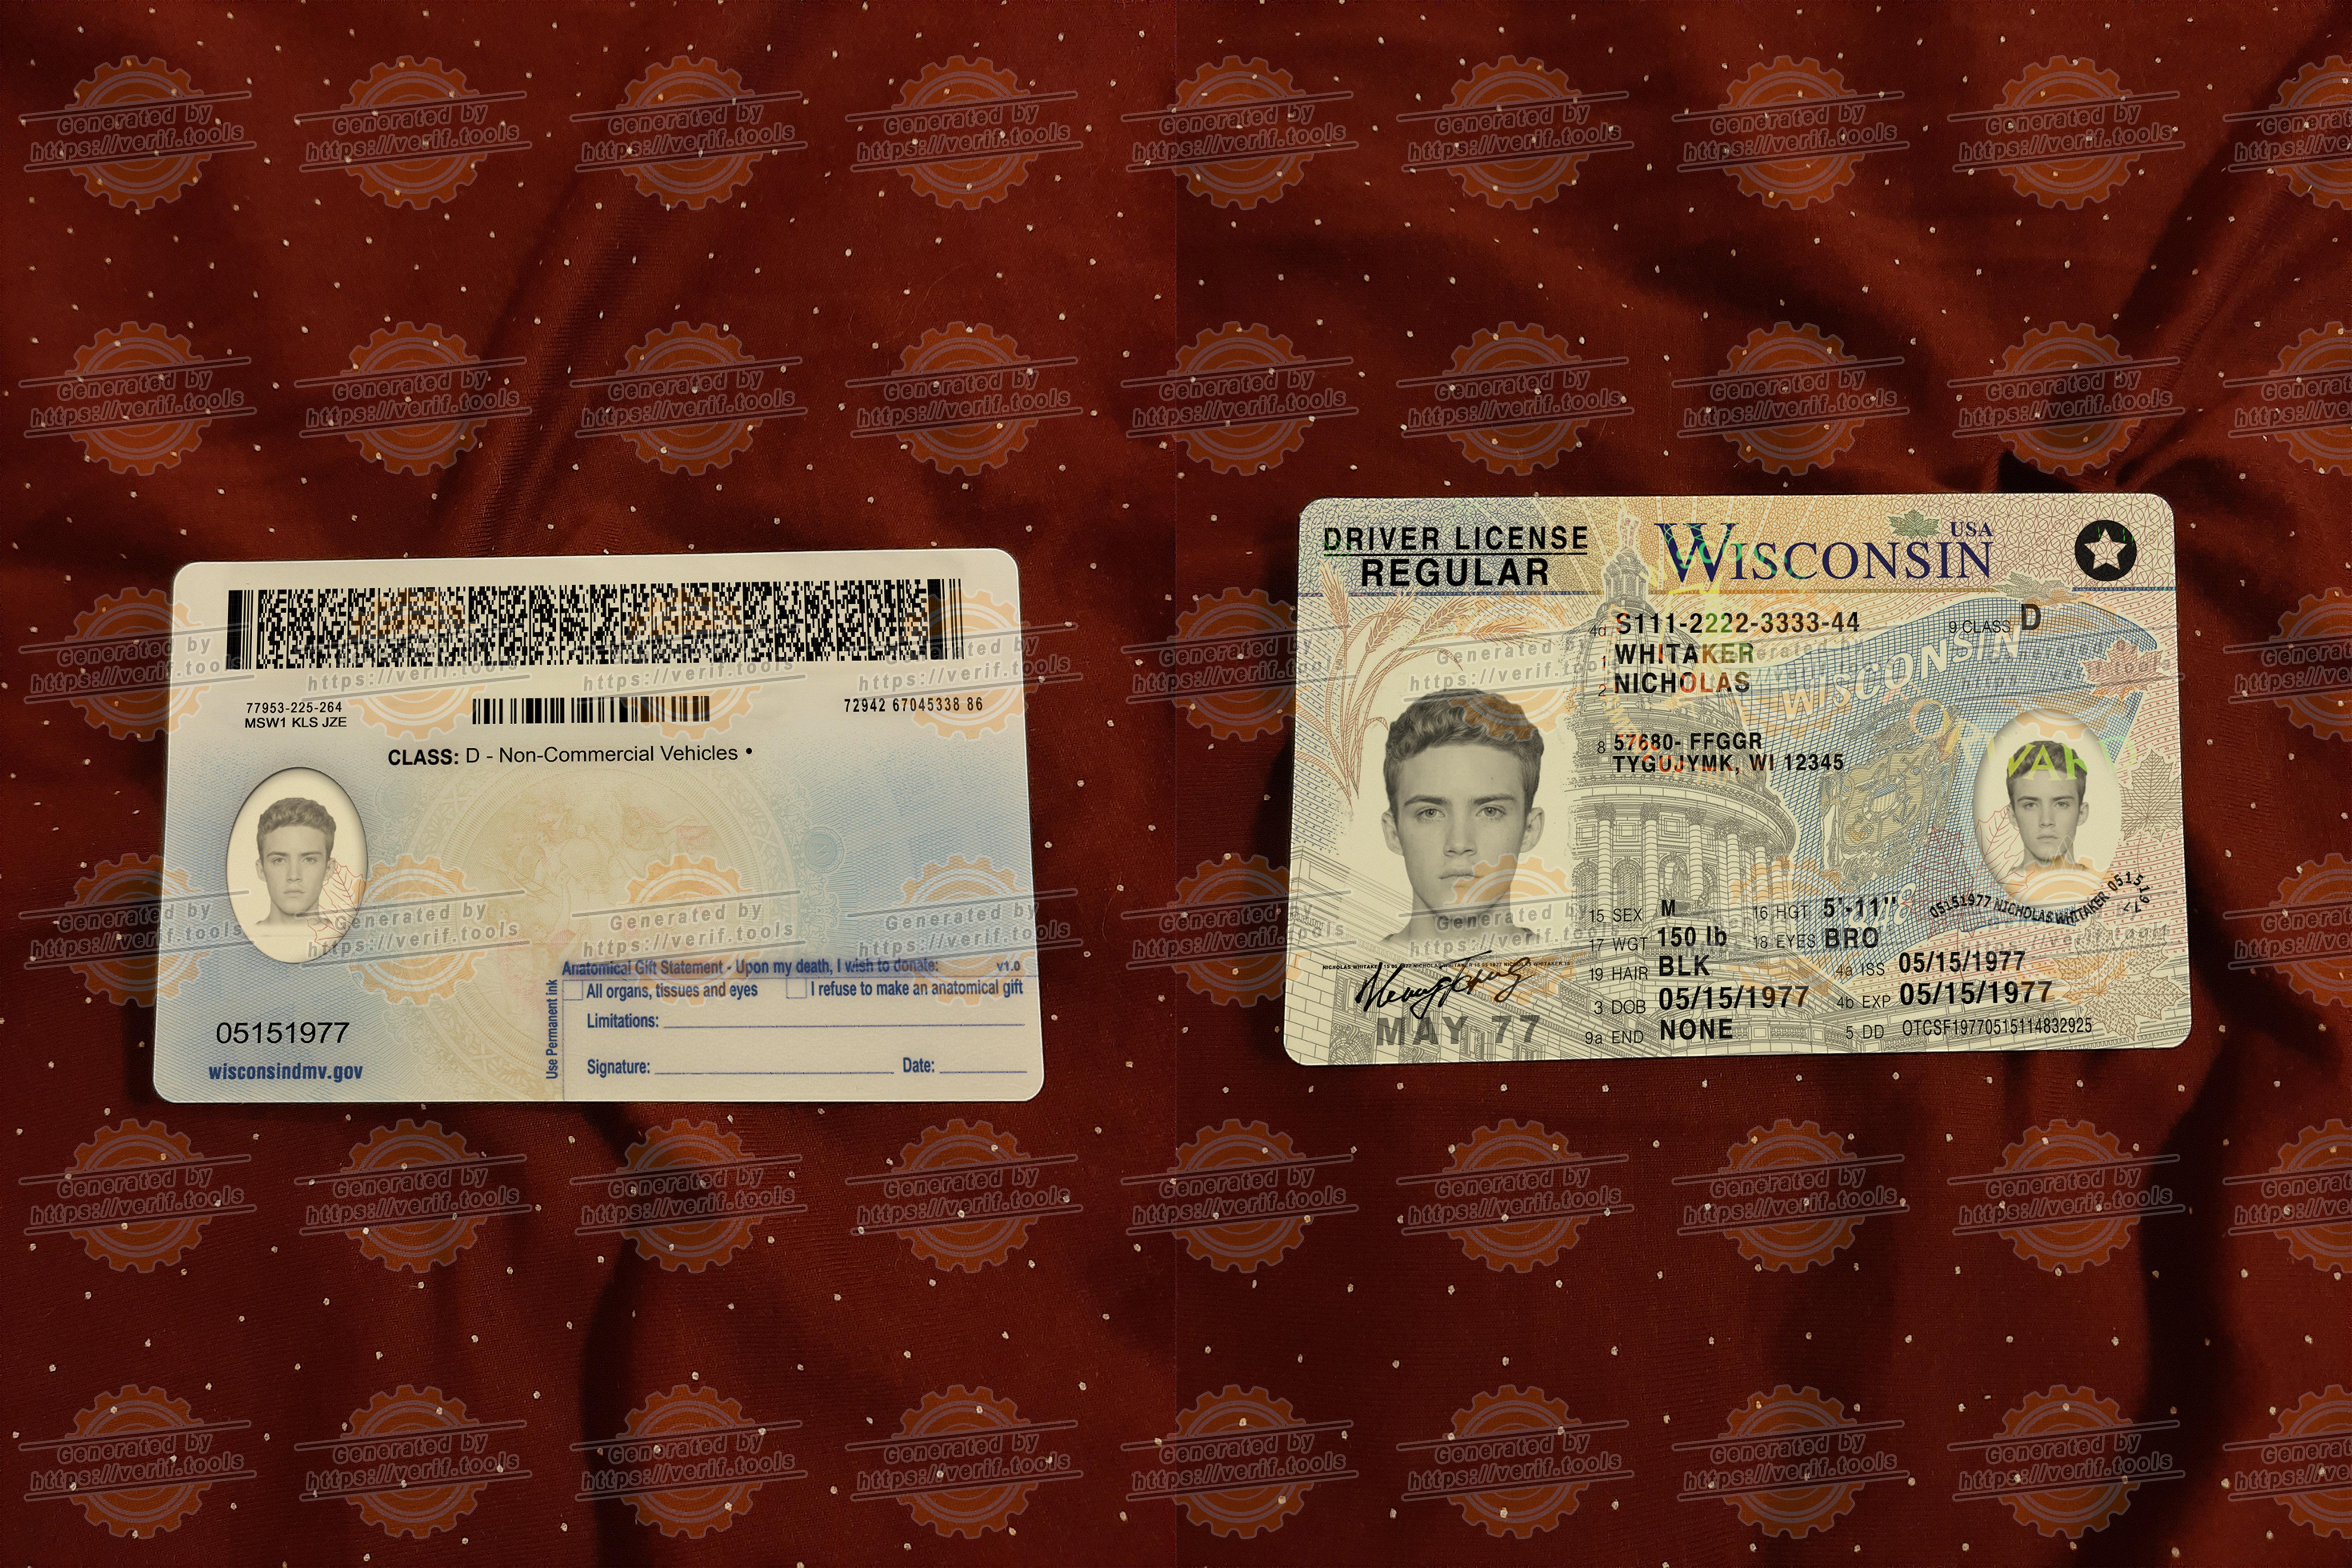 Generated by
https://verif.tools
77953-225-264
MSW1 KLS JZE
72942 67045338 86
CLASS: D - Non-Commercial Vehicles •
Anatomical Gift Statement - Upon my death, I wish to donate:
v1.0
All organs, tissues and eyes
I refuse to make an anatomical gift
Limitations:
Signature:
Date:
Use Permanent Ink
05151977
wisconsindmv.gov
DRIVER LICENSE
REGULAR
WISCONSIN
USA
4d S111-2222-3333-44
9 CLASS D
1 WHITAKER
2 NICHOLAS
WISCONSIN
8 57680- FFGGR
TYGUJYMK, WI 12345
15 SEX M
16 HGT 5'-11"
17 WGT 150 lb
18 EYES BRO
19 HAIR BLK
4a ISS 05/15/1977
3 DOB 05/15/1977
4b EXP 05/15/1977
9a END NONE
5 DD OTCSF19770515114832925
05151977 NICHOLAS WHITAKER 05151977
MAY 77